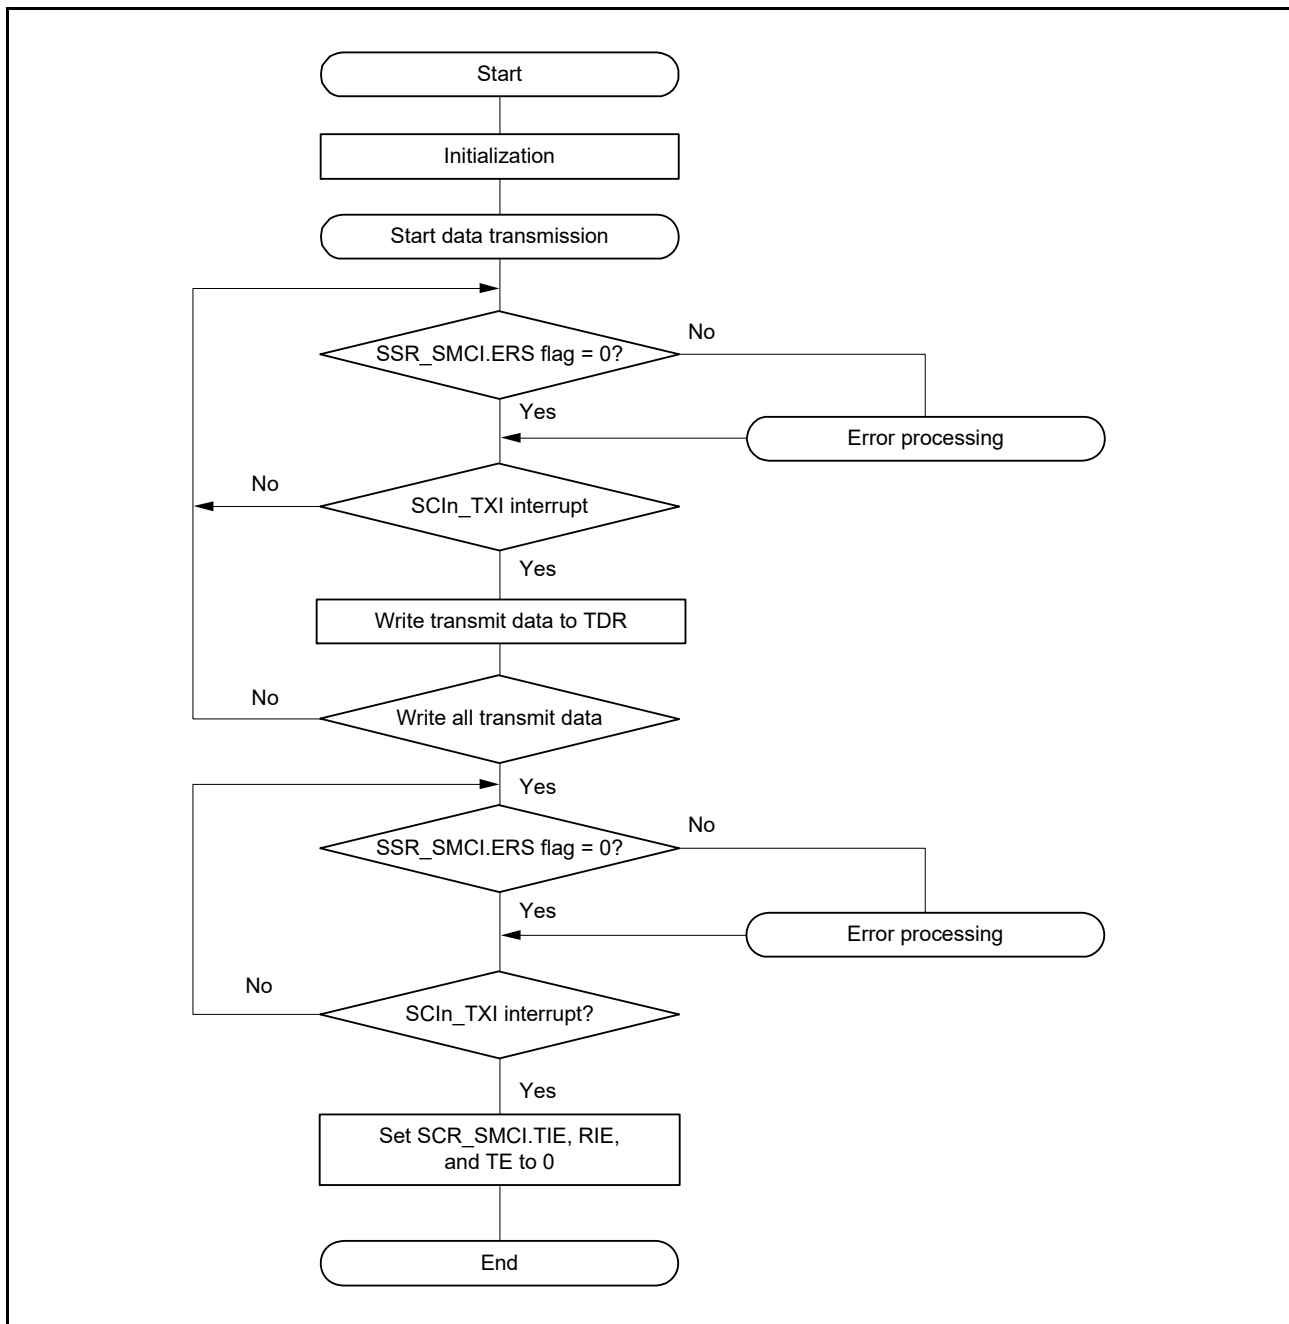 Start
Initialization
Start data transmission
SSR_SMCI.ERS flag = 0?
No
Yes
Error processing
SCIn_TXI interrupt
No
Yes
Write transmit data to TDR
Write all transmit data
No
Yes
SSR_SMCI.ERS flag = 0?
No
Yes
Error processing
SCIn_TXI interrupt?
No
Yes
Set SCR_SMCI.TIE, RIE,
and TE to 0
End